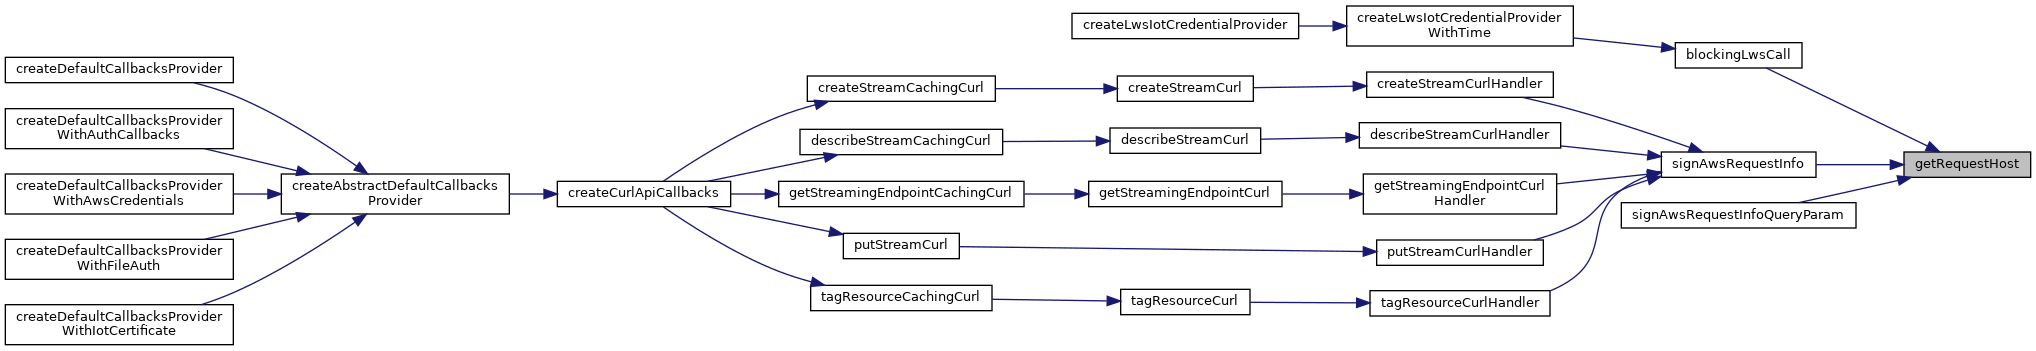 createDefaultCallbacksProvider
createDefaultCallbacksProvider
WithAuthCallbacks
createDefaultCallbacksProvider
WithAwsCredentials
createDefaultCallbacksProvider
WithFileAuth
createDefaultCallbacksProvider
WithIotCertificate
createAbstractDefaultCallbacks
Provider
createCurlApiCallbacks
createStreamCachingCurl
describeStreamCachingCurl
getStreamingEndpointCachingCurl
putStreamCurl
tagResourceCachingCurl
createLwsIotCredentialProvider
createStreamCurl
describeStreamCurl
getStreamingEndpointCurl
tagResourceCurl
createLwsIotCredentialProvider
WithTime
createStreamCurlHandler
describeStreamCurlHandler
getStreamingEndpointCurl
Handler
putStreamCurlHandler
tagResourceCurlHandler
blockingLwsCall
signAwsRequestInfo
signAwsRequestInfoQueryParam
getRequestHost